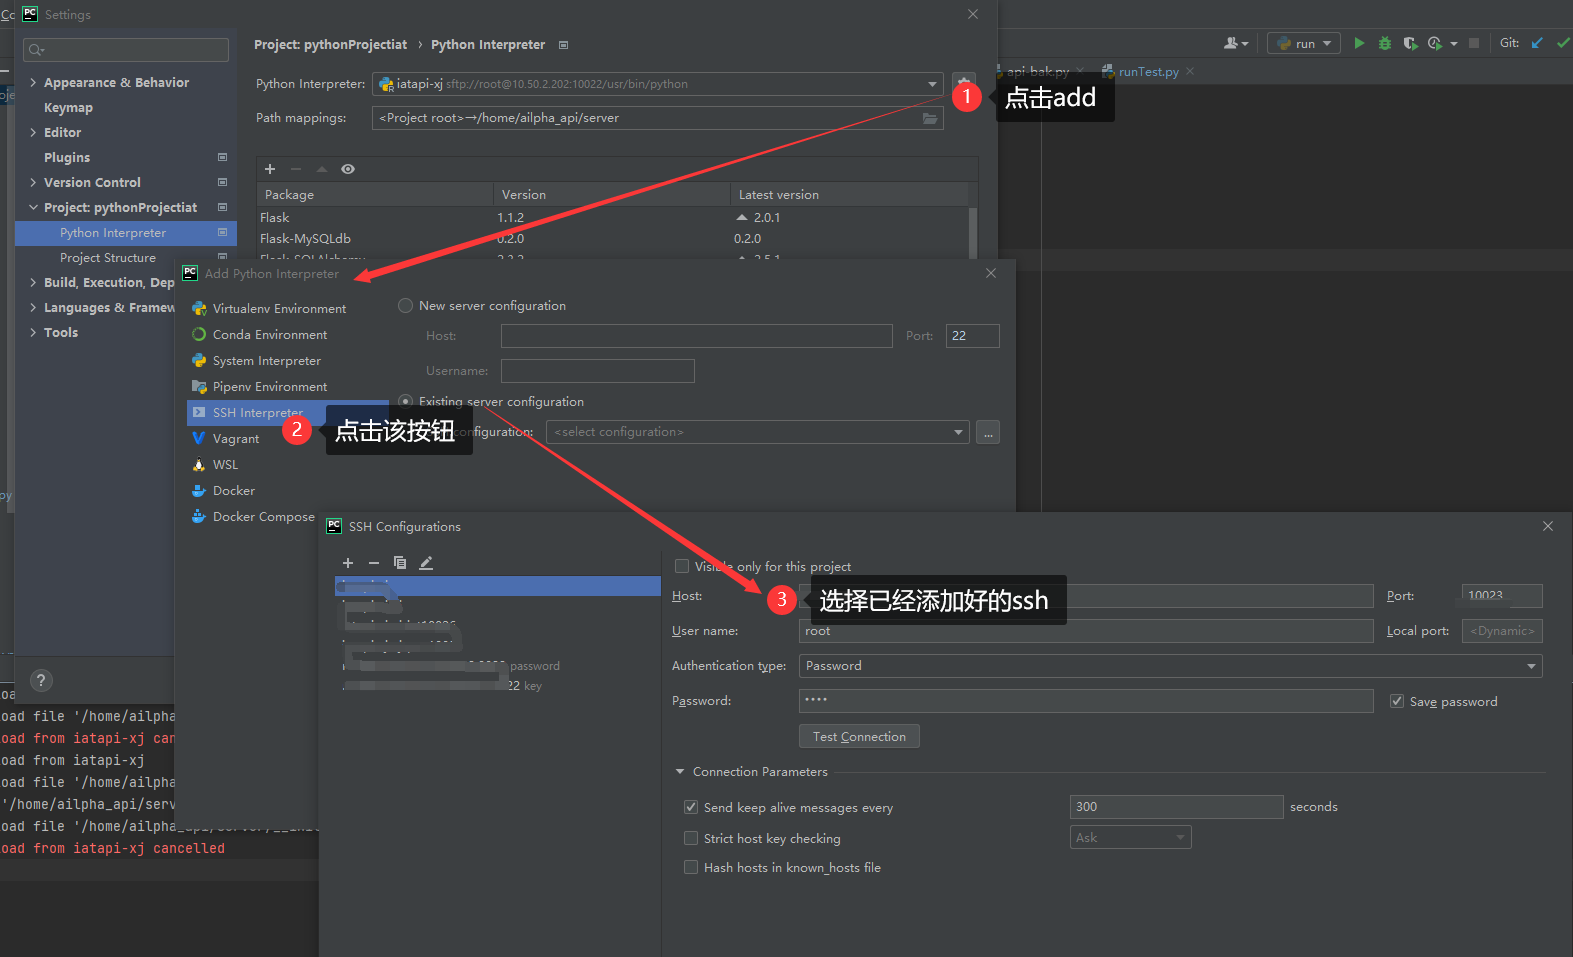 Settings
Project: pythonProjectiat › Python Interpreter
run
Git:
Appearance & Behavior
Keymap
Editor
Plugins
Version Control
Project: pythonProjectiat
Python Interpreter
Project Structure
Build, Execution, Dep
Languages & Framew
Tools
Python Interpreter: iatapi-xj sftp://root@10.50.2.202:10022/usr/bin/python
1 点击add
api-bak.py
runTest.py
Path mappings: <Project root>→/home/ailpha_api/server
Package Version Latest version
Flask 1.1.2 2.0.1
Flask-MySQLdb 0.2.0 0.2.0
Add Python Interpreter
Virtualenv Environment
Conda Environment
System Interpreter
Pipenv Environment
SSH Interpreter
Vagrant
WSL
Docker
Docker Compose
2 点击该按钮
New server configuration
Host: Port: 22
Username:
Existing server configuration
configuration: <select configuration> ...
SSH Configurations
password
22 key
Visible only for this project
Host: Port: 10023
3 选择已经添加好的ssh
User name: root Local port: <Dynamic>
Authentication type: Password
Password: •••• Save password
Test Connection
Connection Parameters
Send keep alive messages every 300 seconds
Strict host key checking Ask
Hash hosts in known_hosts file
py
?
oad file '/home/ailpha
oad from iatapi-xj can
oad from iatapi-xj
oad file '/home/ailpha
'/home/ailpha_api/serv
oad file '/home/ailpha_api/server/__init
oad from iatapi-xj cancelled